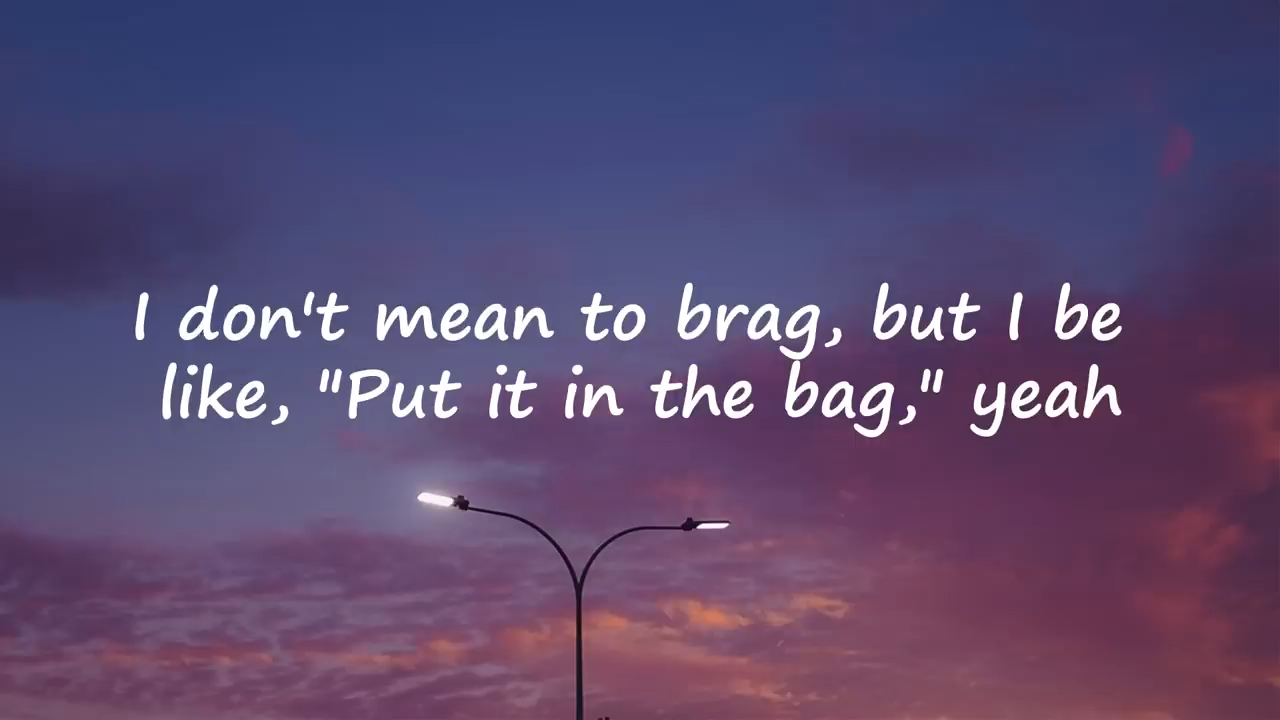 I don't mean to brag, but I be
like, "Put it in the bag," yeah